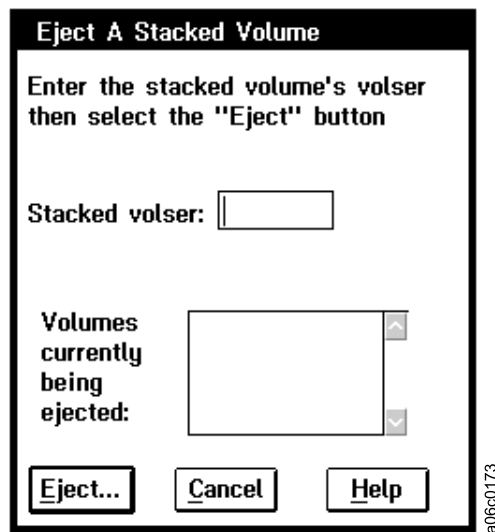 Eject A Stacked Volume
Enter the stacked volume's volser
then select the "Eject" button
Stacked volser:
Volumes
currently
being
ejected:
Eject... Cancel Help
a06c0173